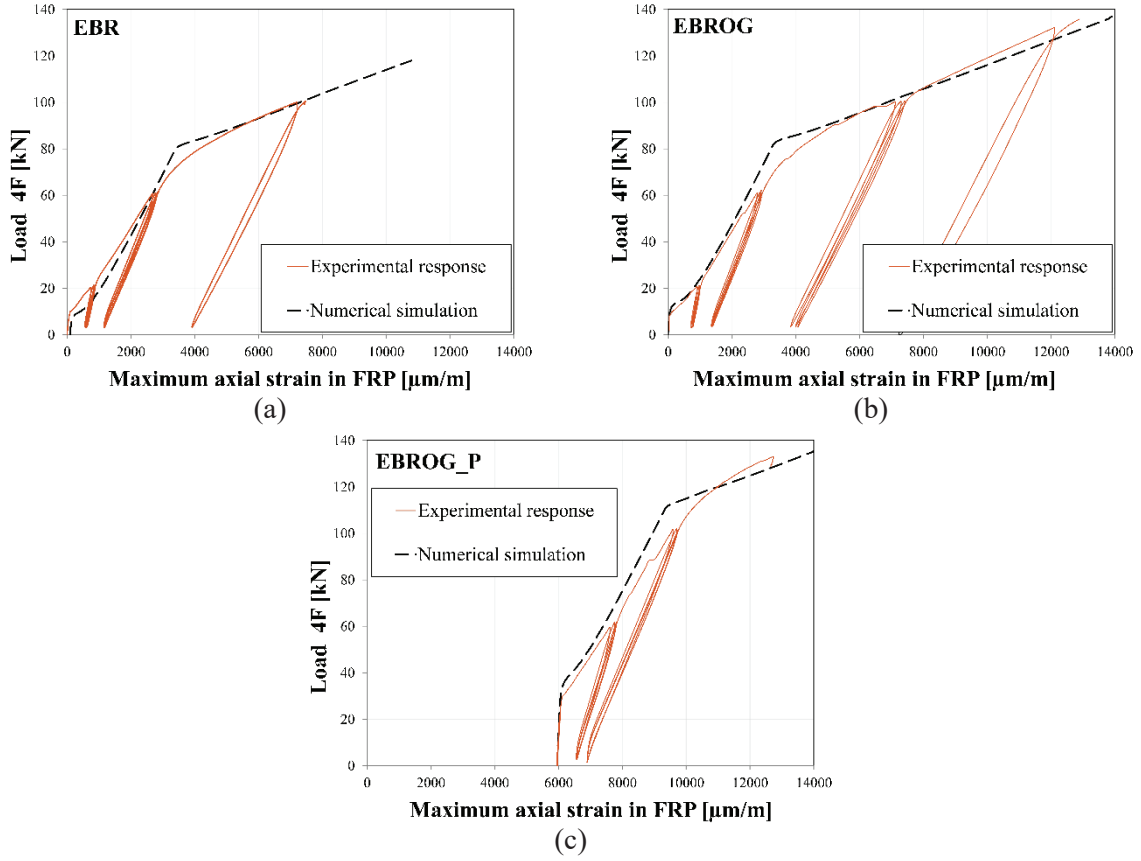 EBR
Load 4F [kN]
140
120
100
80
60
40
20
0
Experimental response
Numerical simulation
0 2000 4000 6000 8000 10000 12000 14000
Maximum axial strain in FRP [µm/m]
(a)
EBROG
Load 4F [kN]
140
120
100
80
60
40
20
0
Experimental response
Numerical simulation
0 2000 4000 6000 8000 10000 12000 14000
Maximum axial strain in FRP [µm/m]
(b)
EBROG_P
Load 4F [kN]
140
120
100
80
60
40
20
0
Experimental response
Numerical simulation
0 2000 4000 6000 8000 10000 12000 14000
Maximum axial strain in FRP [µm/m]
(c)